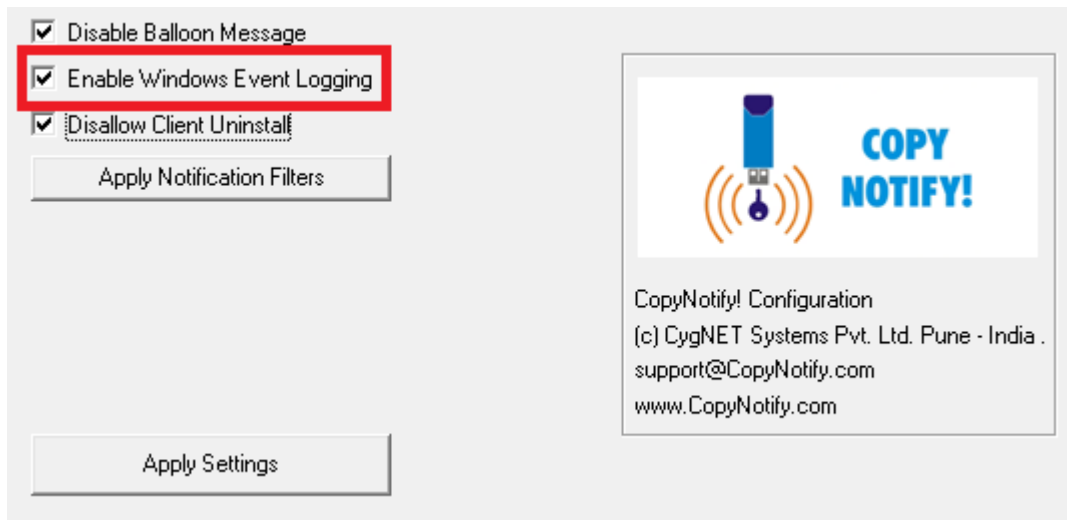 Disable Balloon Message
Enable Windows Event Logging
Disallow Client Uninstall
Apply Notification Filters
Apply Settings
COPY
NOTIFY!
CopyNotify! Configuration
(c) CygNET Systems Pvt. Ltd. Pune - India .
support@CopyNotify.com
www.CopyNotify.com